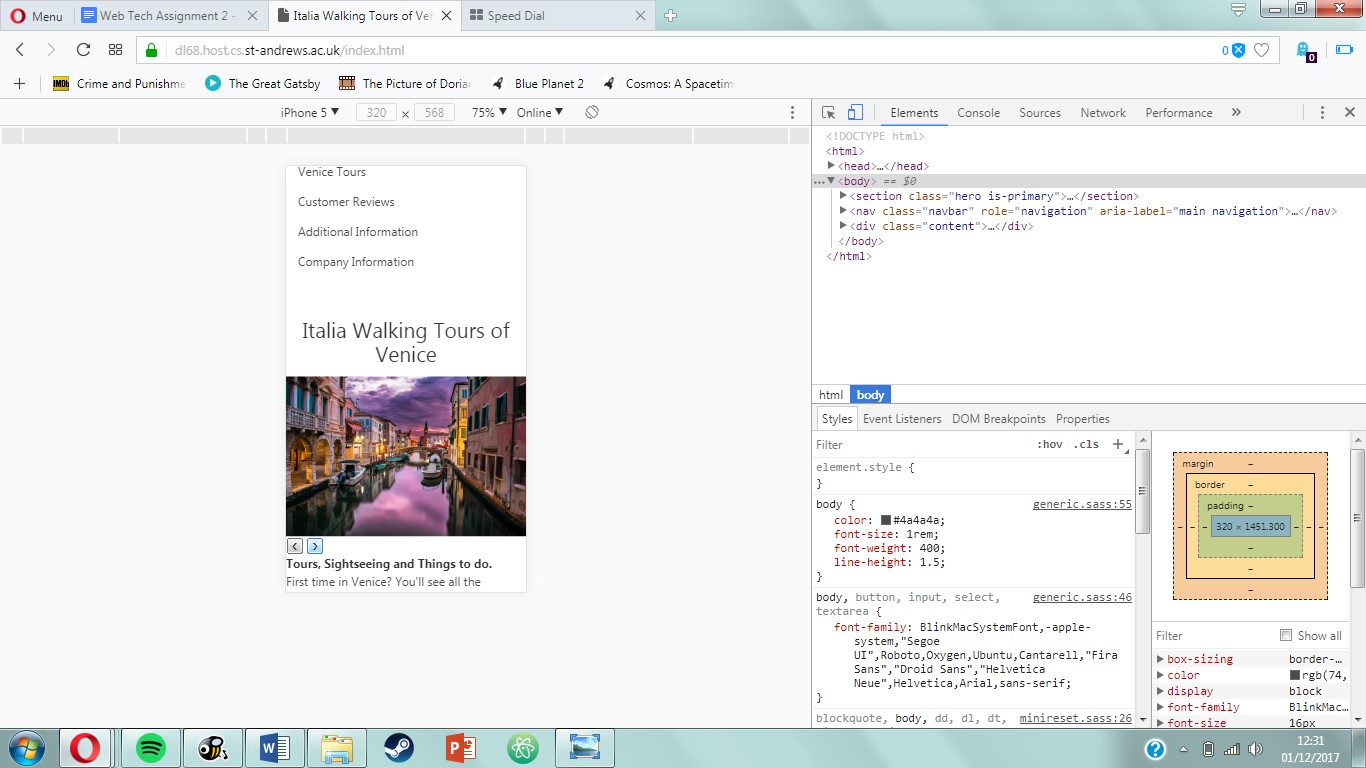 Menu
Web Tech Assignment 2 -
Italia Walking Tours of Ver
Speed Dial
dl68.host.cs.st-andrews.ac.uk/index.html
0
0
IMDb Crime and Punishme
The Great Gatsby
The Picture of Dorian
Blue Planet 2
Cosmos: A Spacetim
iPhone 5 ▼ 320 × 568 75% ▼ Online ▼
Elements Console Sources Network Performance »
Venice Tours
Customer Reviews
Additional Information
Company Information
Italia Walking Tours of
Venice
Tours, Sightseeing and Things to do.
First time in Venice? You'll see all the
<!DOCTYPE html>
<html>
▶<head>…</head>
…▼<body> == $0
▶<section class="hero is-primary">…</section>
▶<nav class="navbar" role="navigation" aria-label="main navigation">…</nav>
▶<div class="content">…</div>
</body>
</html>
html body
Styles Event Listeners DOM Breakpoints Properties
Filter :hov .cls +
element.style {
}
body { generic.sass:55
color: #4a4a4a;
font-size: 1rem;
font-weight: 400;
line-height: 1.5;
}
body, button, input, select, generic.sass:46
textarea {
font-family: BlinkMacSystemFont,-apple-
system,"Segoe
UI",Roboto,Oxygen,Ubuntu,Cantarell,"Fira
Sans","Droid Sans","Helvetica
Neue",Helvetica,Arial,sans-serif;
}
blockquote, body, dd, dl, dt, minireset.sass:26
margin –
border –
padding –
– – – 320 × 1451.300 – – –
–
–
–
Filter Show all
▶box-sizing border-…
▶color rgb(74,
▶display block
▶font-family BlinkMac…
▶font-size 16px
12:31
01/12/2017